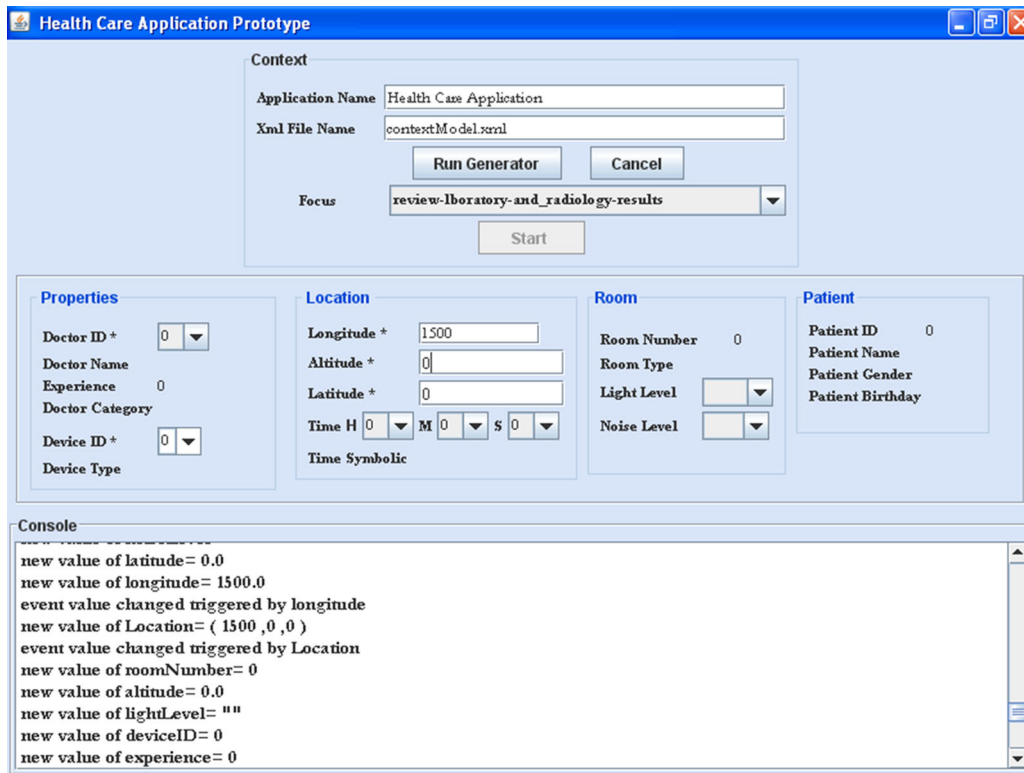 Health Care Application Prototype
Context
Application Name Health Care Application
Xml File Name contextModel.xml
Run Generator Cancel
Focus review-lboratory-and_radiology-results
Start
Properties
Doctor ID * 0
Doctor Name
Experience 0
Doctor Category
Device ID * 0
Device Type
Location
Longitude * 1500
Altitude * 0
Latitude * 0
Time H 0 M 0 S 0
Time Symbolic
Room
Room Number 0
Room Type
Light Level
Noise Level
Patient
Patient ID 0
Patient Name
Patient Gender
Patient Birthday
Console
new value of latitude= 0.0
new value of longitude= 1500.0
event value changed triggered by longitude
new value of Location= ( 1500 ,0 ,0 )
event value changed triggered by Location
new value of roomNumber= 0
new value of altitude= 0.0
new value of lightLevel= ""
new value of deviceID= 0
new value of experience= 0